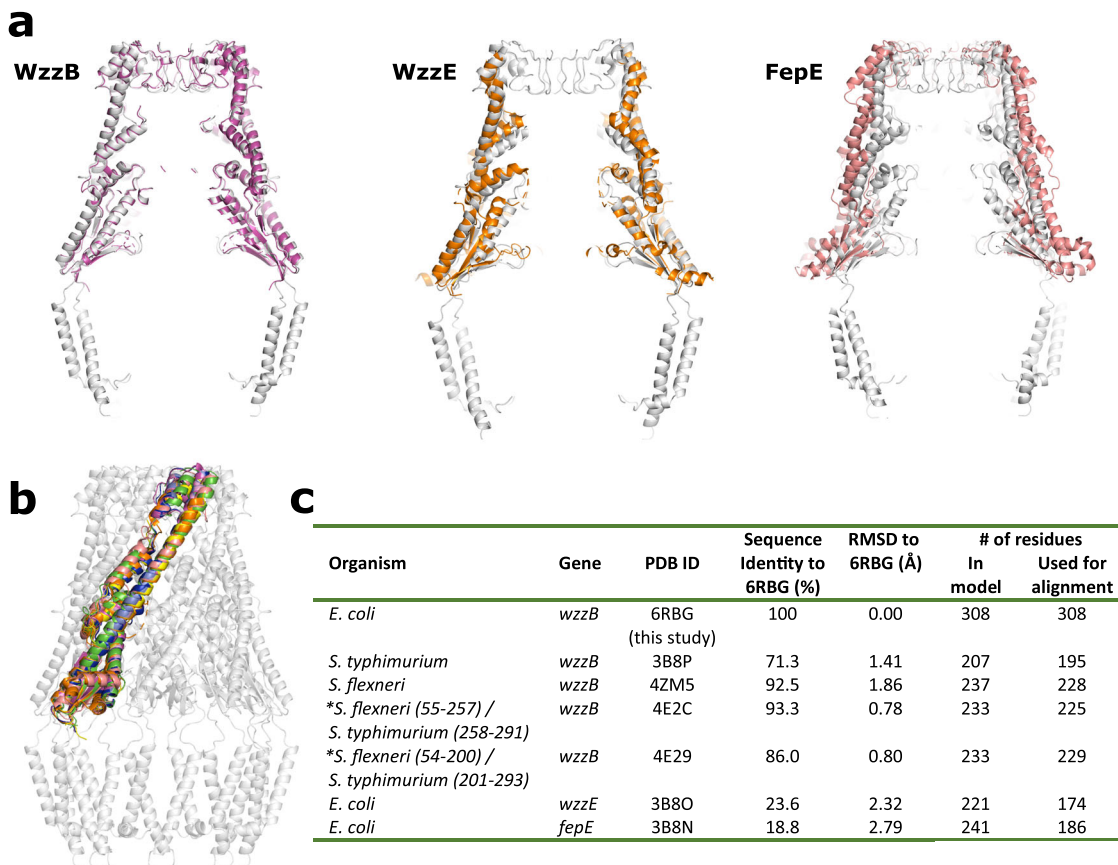 a
WzzB
WzzE
FepE
b
c
Organism Gene PDB ID Sequence Identity to 6RBG (%) RMSD to 6RBG (Å) # of residues In model Used for alignment
E. coli wzzB 6RBG 100 0.00 308 308
(this study)
S. typhimurium wzzB 3B8P 71.3 1.41 207 195
S. flexneri wzzB 4ZM5 92.5 1.86 237 228
*S. flexneri (55-257) / wzzB 4E2C 93.3 0.78 233 225
S. typhimurium (258-291)
*S. flexneri (54-200) / wzzB 4E29 86.0 0.80 233 229
S. typhimurium (201-293)
E. coli wzzE 3B8O 23.6 2.32 221 174
E. coli fepE 3B8N 18.8 2.79 241 186